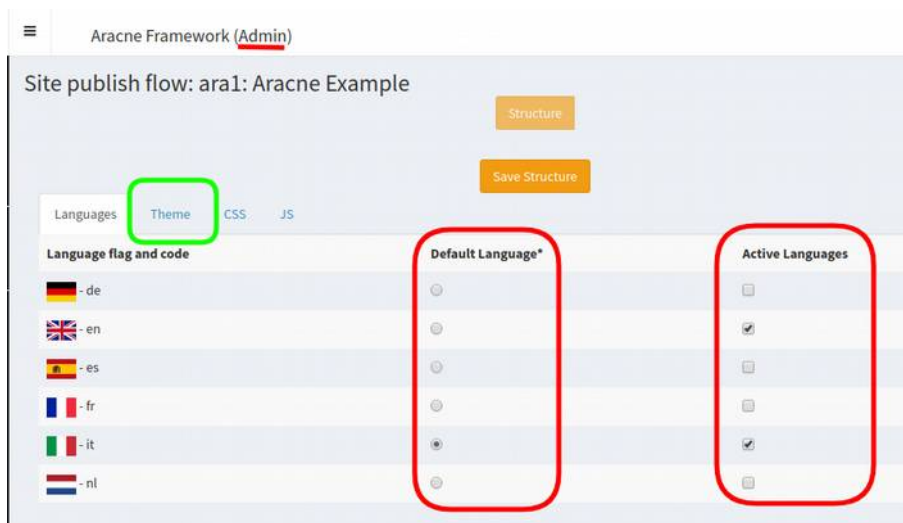 Aracne Framework (Admin)
Site publish flow: ara1: Aracne Example
Structure
Save Structure
Languages Theme CSS JS
Language flag and code Default Language* Active Languages
- de
- en
- es
- fr
- it
- nl